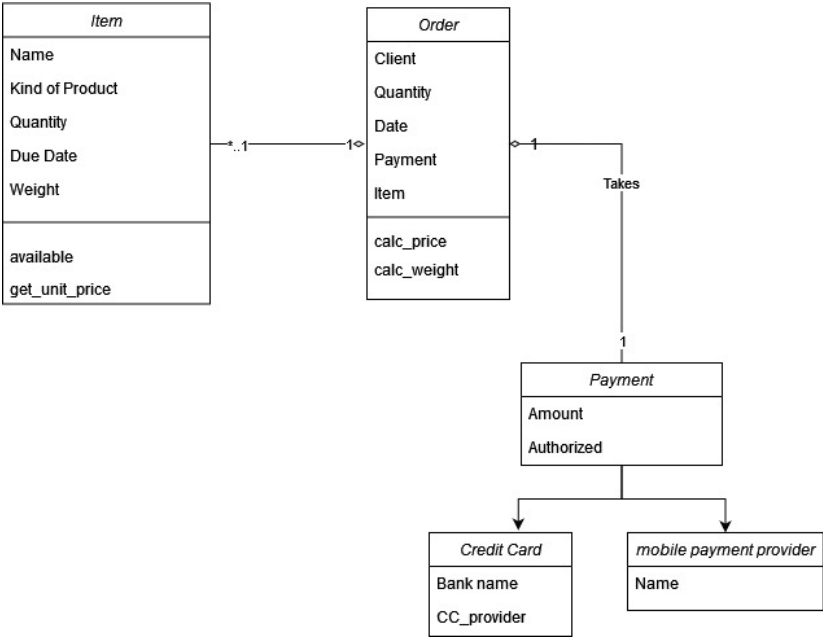 Item
Name
Kind of Product
Quantity
Due Date
Weight
available
get_unit_price
*..1
1
Order
Client
Quantity
Date
Payment
Item
calc_price
calc_weight
1
Takes
1
Payment
Amount
Authorized
Credit Card
Bank name
CC_provider
mobile payment provider
Name